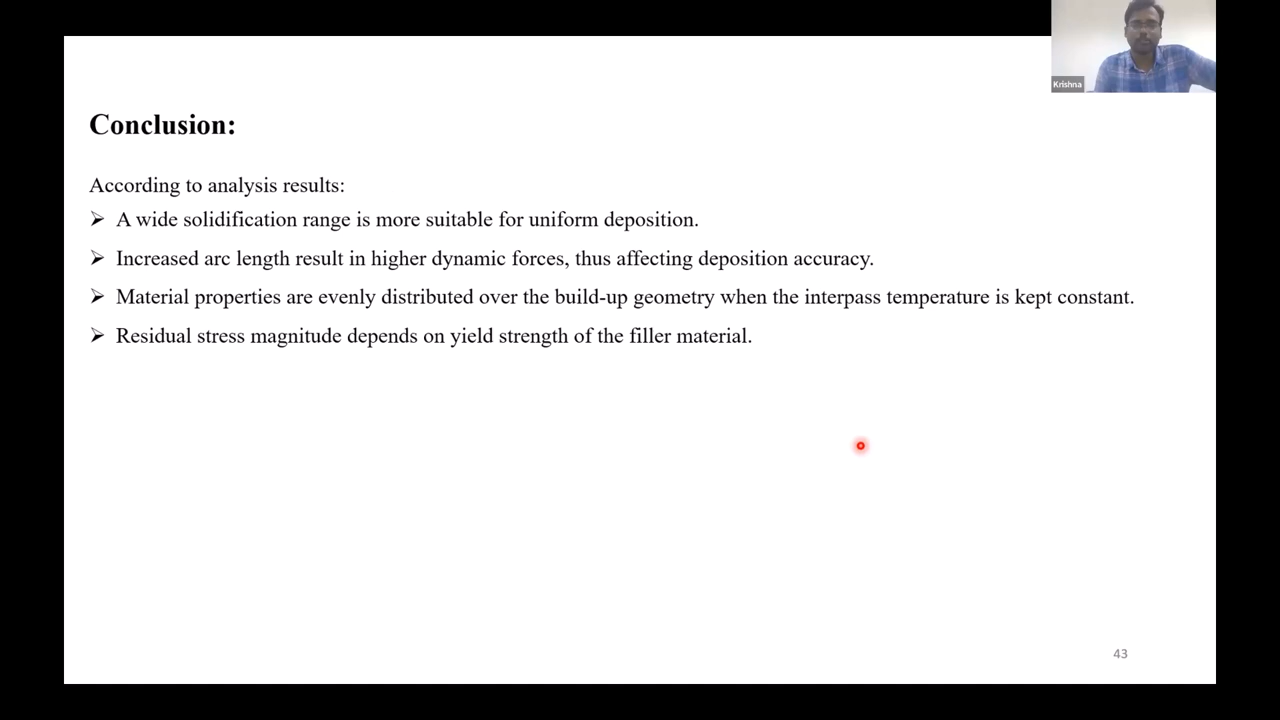 Krishna
Conclusion:
According to analysis results:
➢ A wide solidification range is more suitable for uniform deposition.
➢ Increased arc length result in higher dynamic forces, thus affecting deposition accuracy.
➢ Material properties are evenly distributed over the build-up geometry when the interpass temperature is kept constant.
➢ Residual stress magnitude depends on yield strength of the filler material.
43